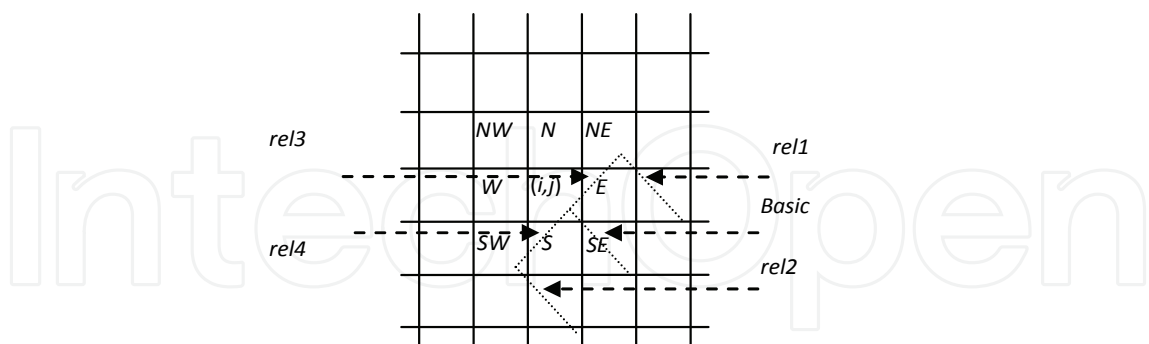 NW N NE
rel3
rel1
W (i,j) E
Basic
rel4
SW S SE
rel2
IntechOpen